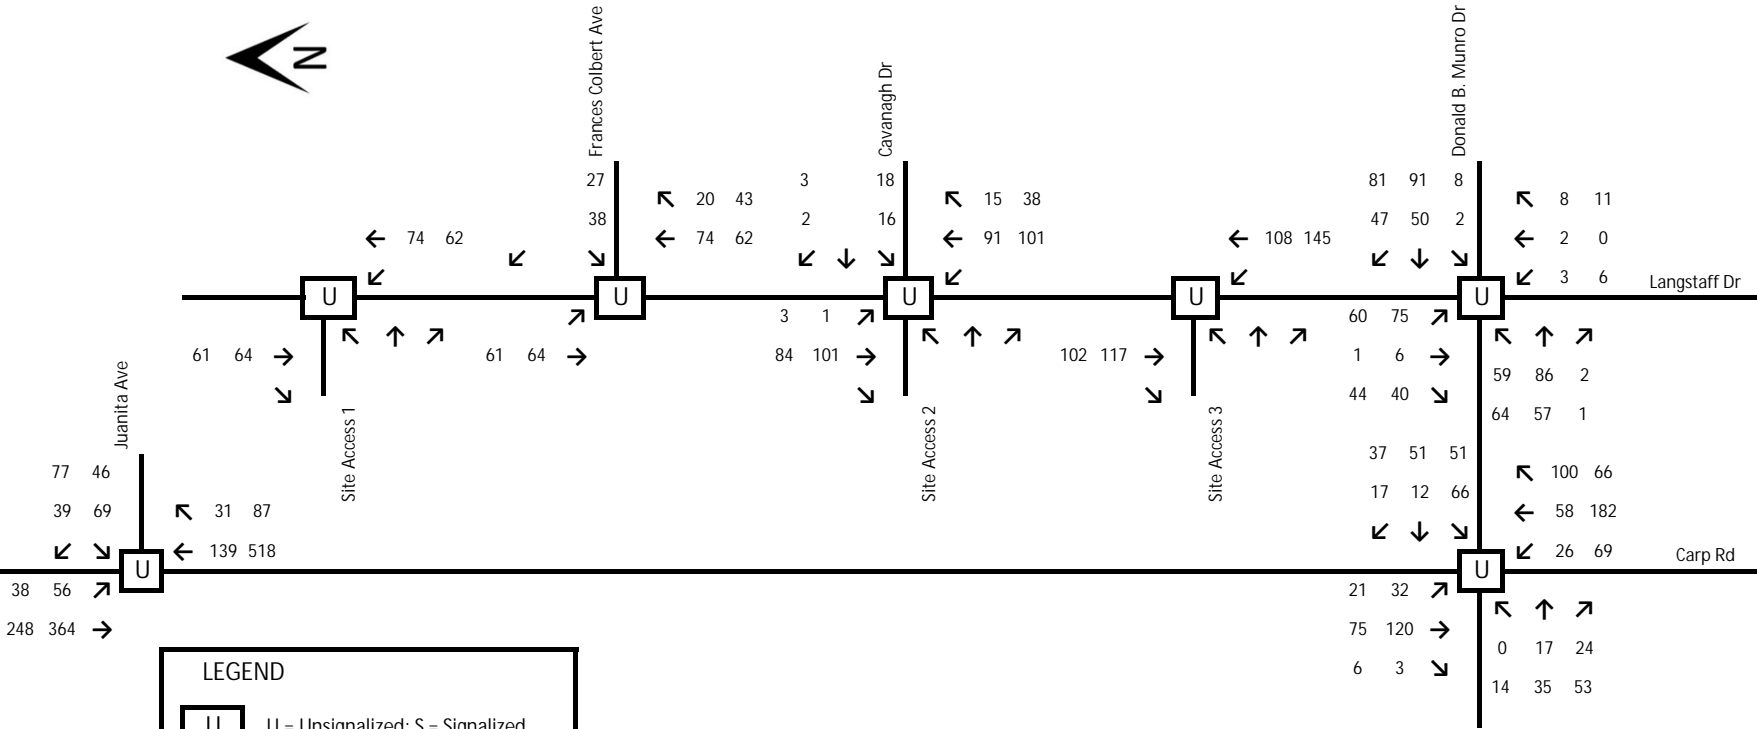 Frances Colbert Ave
Cavanagh Dr
Donald B. Munro Dr
N
27
3
18
81 91 8
20 43
15 38
8 11
38
2
16
47 50 2
74 62
74 62
91 101
108 145
2 0
3 6
Langstaff Dr
U
U
U
U
U
3 1
60 75
61 64
61 64
84 101
102 117
1 6
59 86 2
44 40
64 57 1
Juanita Ave
Site Access 1
Site Access 2
Site Access 3
77 46
37 51 51
100 66
39 69
31 87
17 12 66
58 182
139 518
26 69
Carp Rd
U
U
38 56
21 32
248 364
75 120
0 17 24
6 3
14 35 53
LEGEND
U U = Unsignalized; S = Signalized